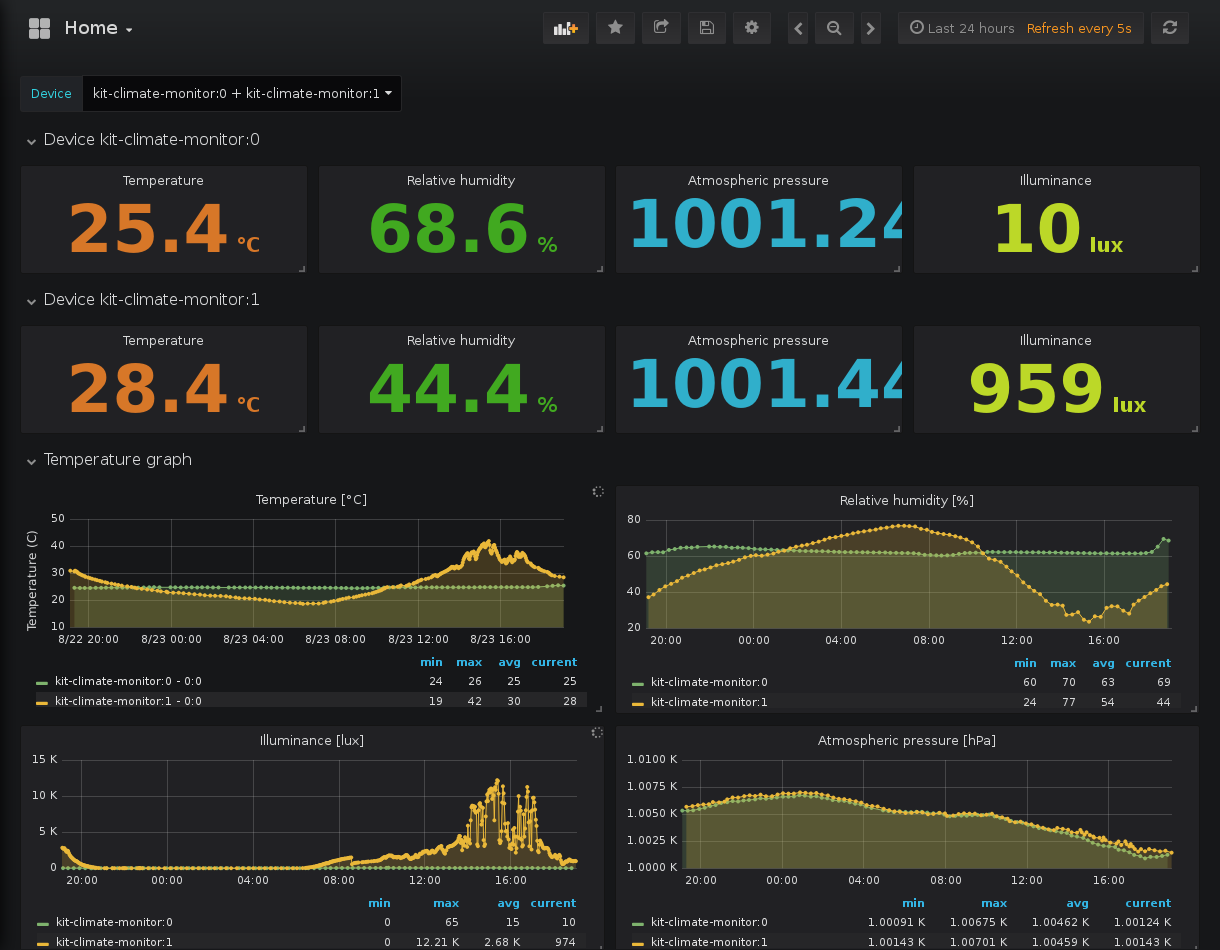 Home
Last 24 hours Refresh every 5s
Device kit-climate-monitor:0 + kit-climate-monitor:1
Device kit-climate-monitor:0
Temperature Relative humidity Atmospheric pressure Illuminance
25.4 °C 68.6 % 1001.24 10 lux
Device kit-climate-monitor:1
Temperature Relative humidity Atmospheric pressure Illuminance
28.4 °C 44.4 % 1001.44 959 lux
Temperature graph
Temperature [°C]
Temperature (C)
50
40
30
20
10
8/22 20:00 8/23 00:00 8/23 04:00 8/23 08:00 8/23 12:00 8/23 16:00
min max avg current
kit-climate-monitor:0 - 0:0 24 26 25 25
kit-climate-monitor:1 - 0:0 19 42 30 28
Relative humidity [%]
80
60
40
20
20:00 00:00 04:00 08:00 12:00 16:00
min max avg current
kit-climate-monitor:0 60 70 63 69
kit-climate-monitor:1 24 77 54 44
Illuminance [lux]
15 K
10 K
5 K
0
20:00 00:00 04:00 08:00 12:00 16:00
min max avg current
kit-climate-monitor:0 0 65 15 10
kit-climate-monitor:1 0 12.21 K 2.68 K 974
Atmospheric pressure [hPa]
1.0100 K
1.0075 K
1.0050 K
1.0025 K
1.0000 K
20:00 00:00 04:00 08:00 12:00 16:00
min max avg current
kit-climate-monitor:0 1.00091 K 1.00675 K 1.00462 K 1.00124 K
kit-climate-monitor:1 1.00143 K 1.00701 K 1.00459 K 1.00143 K